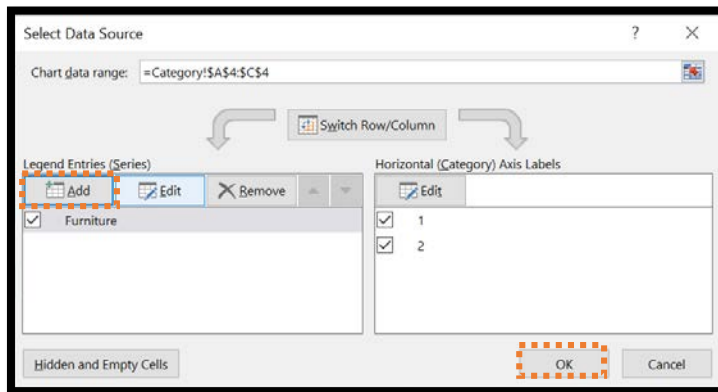 Select Data Source ? ×
Chart data range: =Category!$A$4:$C$4
Switch Row/Column
Legend Entries (Series)
Add Edit Remove
Furniture
Horizontal (Category) Axis Labels
Edit
1
2
Hidden and Empty Cells
OK Cancel